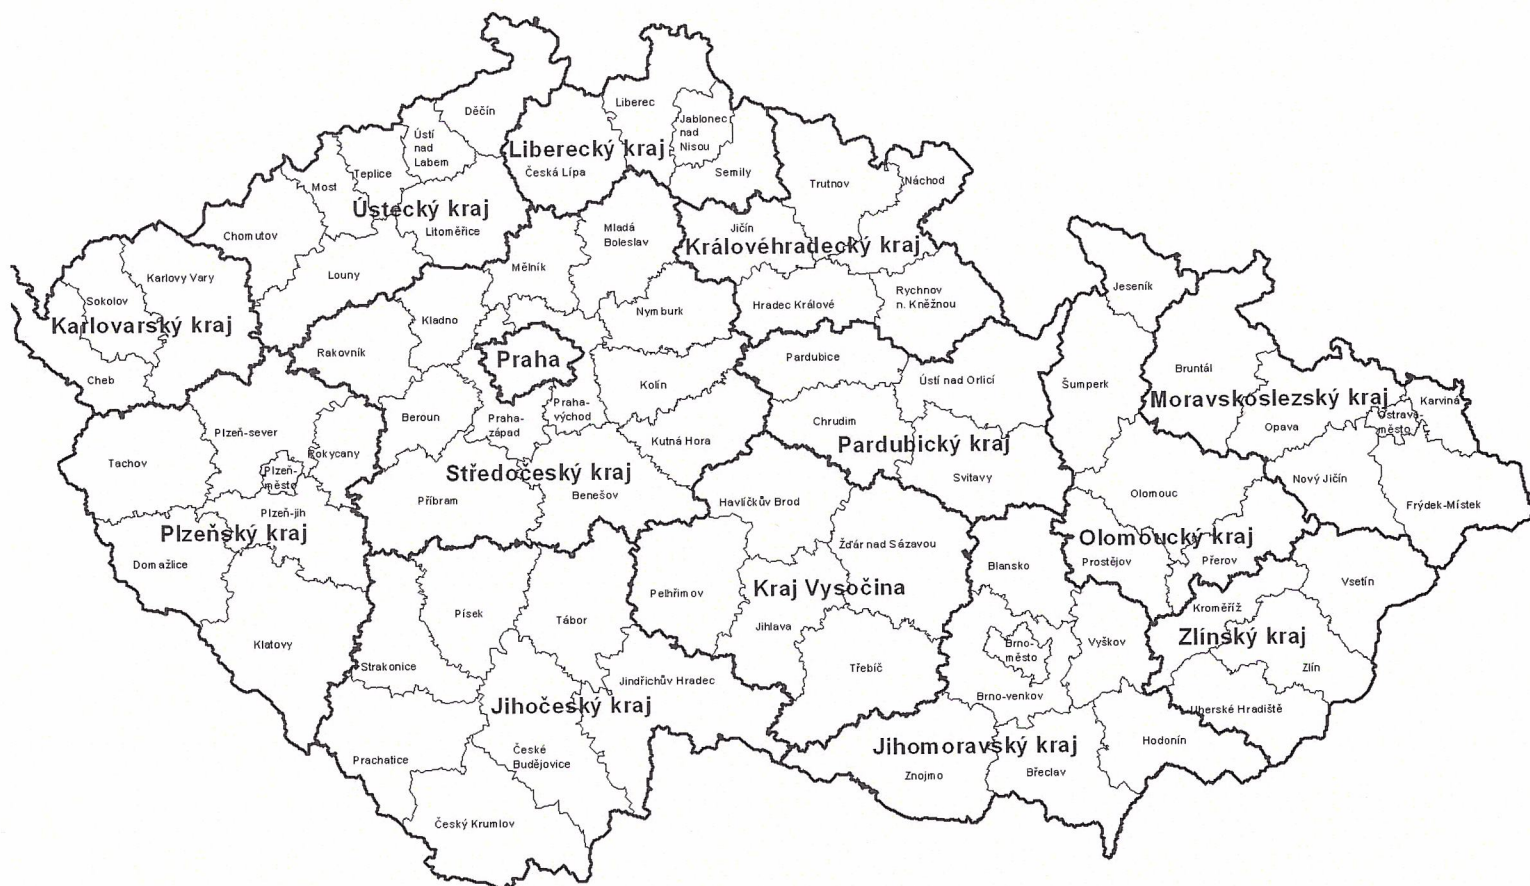 Děčín
Liberec
Ústí
nad
Labem
Jablonec
nad
Nisou
Liberecký kraj
Teplice
Česká Lípa
Semily
Most
Trutnov
Náchod
Ústecký kraj
Chomutov
Litoměřice
Mladá
Boleslav
Jičín
Královéhradecký kraj
Karlovy Vary
Louny
Mělník
Jeseník
Sokolov
Hradec Králové
Rychnov
n. Kněžnou
Karlovarský kraj
Kladno
Nymburk
Rakovník
Praha
Pardubice
Bruntál
Cheb
Kolín
Ústí nad Orlicí
Šumperk
Moravskoslezský kraj
Karviná
Beroun
Praha-
západ
Praha-
východ
Chrudim
Opava
Ostrava-
město
Plzeň-sever
Kutná Hora
Pardubický kraj
Rokycany
Tachov
Plzeň-
město
Středočeský kraj
Svitavy
Nový Jičín
Příbram
Benešov
Havlíčkův Brod
Olomouc
Frýdek-Místek
Plzeň-jih
Plzeňský kraj
Olomoucký kraj
Žďár nad Sázavou
Domažlice
Blansko
Prostějov
Přerov
Vsetín
Pelhřimov
Kraj Vysočina
Písek
Tábor
Kroměříž
Jihlava
Zlínský kraj
Klatovy
Brno-
město
Vyškov
Strakonice
Třebíč
Zlín
Jindřichův Hradec
Brno-venkov
Jihočeský kraj
Uherské Hradiště
České
Budějovice
Jihomoravský kraj
Hodonín
Prachatice
Znojmo
Břeclav
Český Krumlov